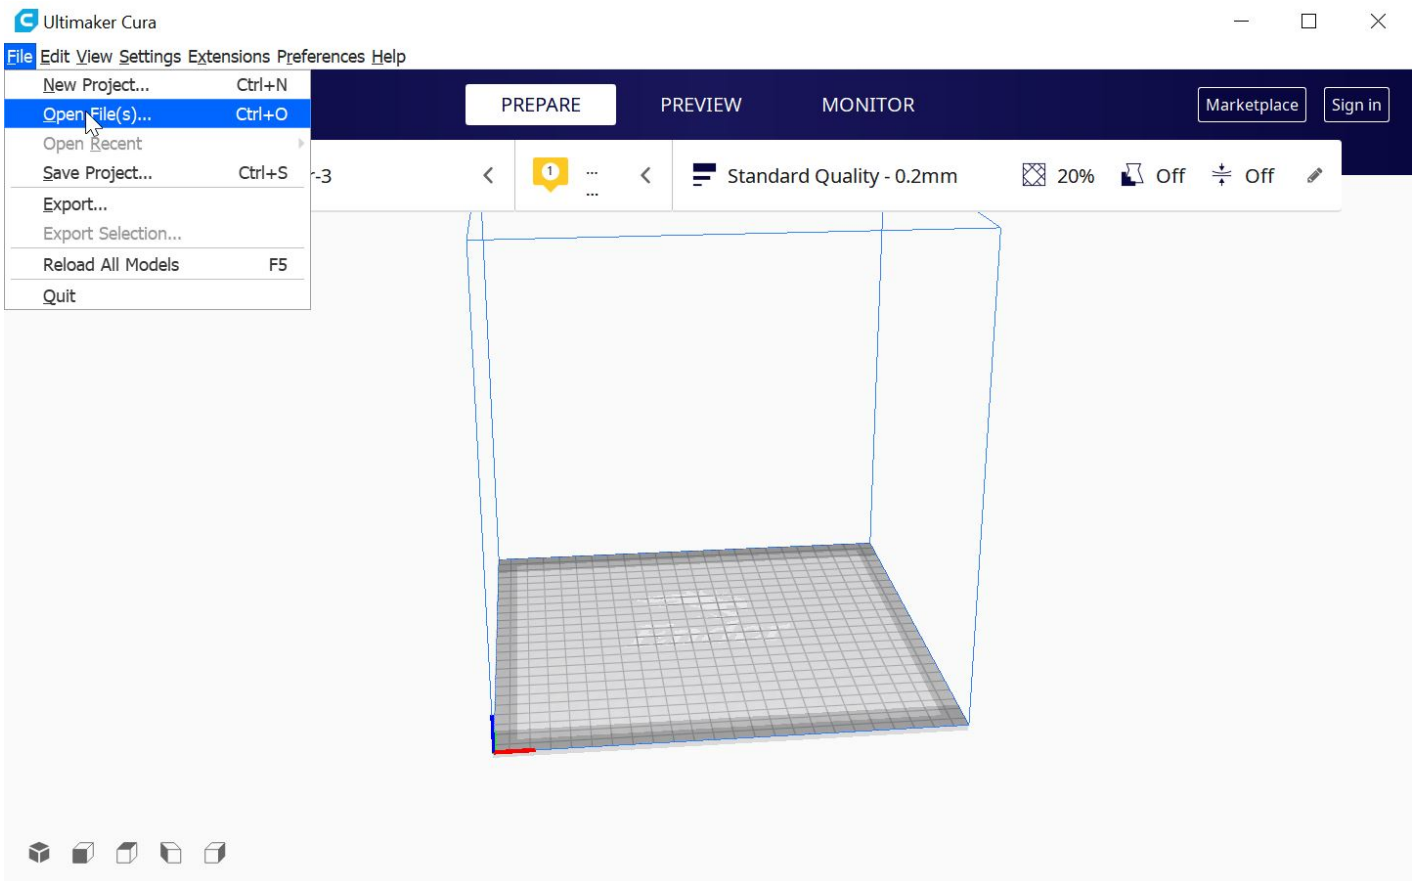 Ultimaker Cura
File Edit View Settings Extensions Preferences Help
New Project... Ctrl+N
Open File(s)... Ctrl+O
Open Recent
Save Project... Ctrl+S
Export...
Export Selection...
Reload All Models F5
Quit
PREPARE PREVIEW MONITOR Marketplace Sign in
r-3 1 ... ... Standard Quality - 0.2mm 20% Off Off